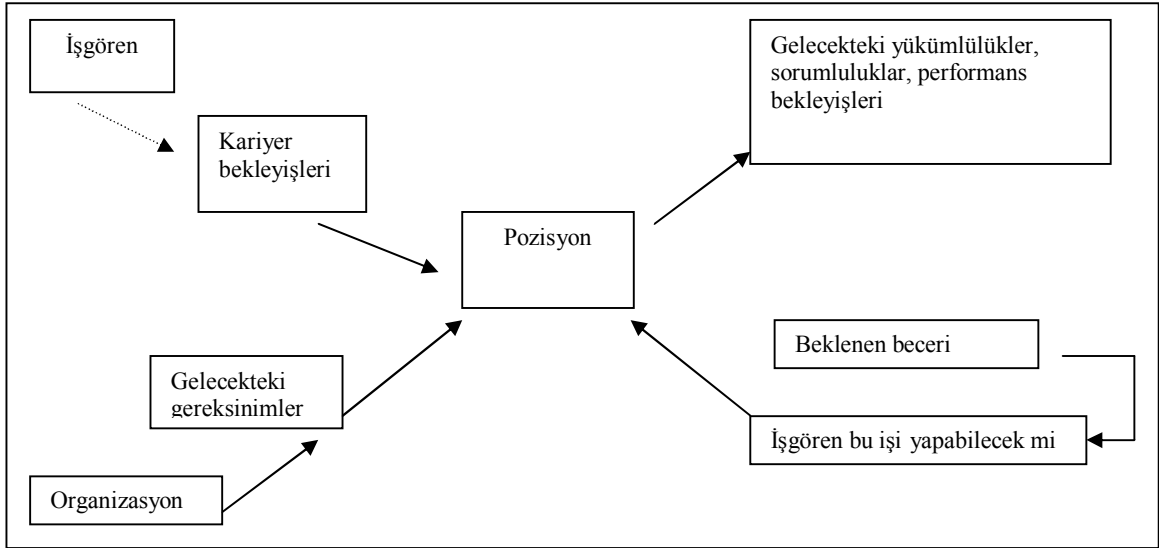 İşgören
Gelecekteki yükümlülükler,
sorumluluklar, performans
bekleyişleri
Kariyer
bekleyişleri
Pozisyon
Beklenen beceri
Gelecekteki
gereksinimler
İşgören bu işi yapabilecek mi
Organizasyon